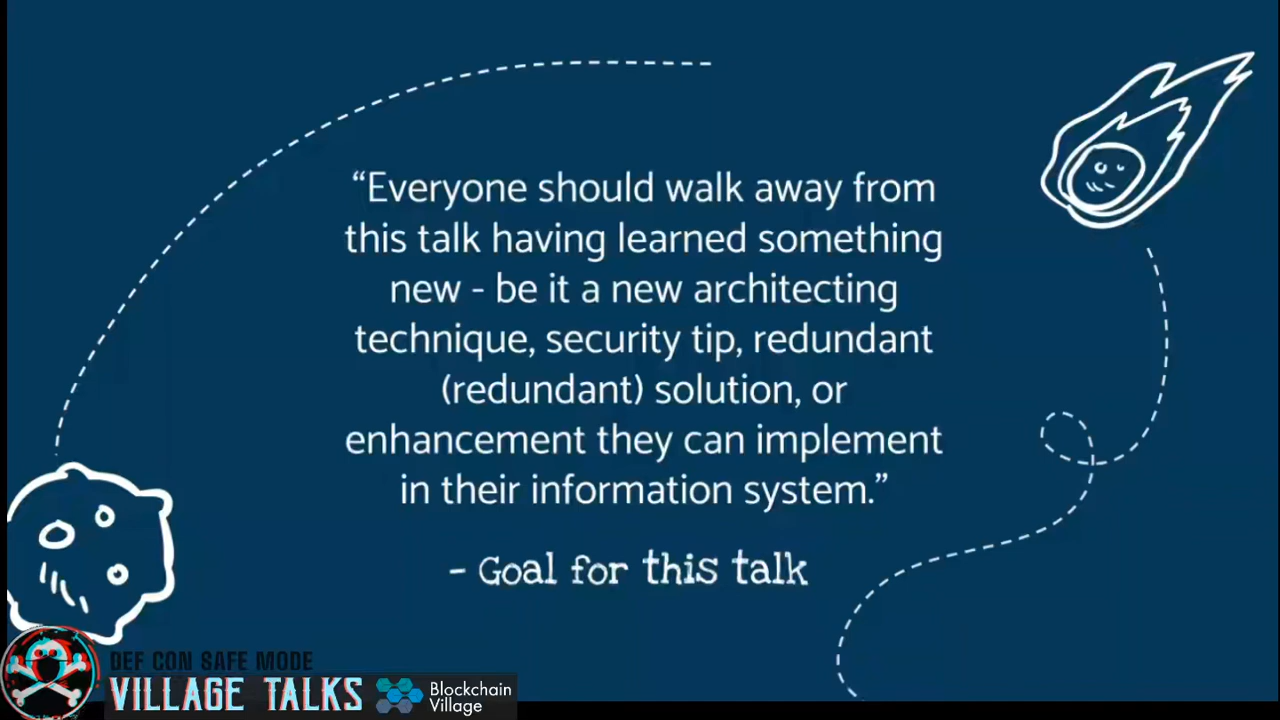 “Everyone should walk away from
this talk having learned something
new - be it a new architecting
technique, security tip, redundant
(redundant) solution, or
enhancement they can implement
in their information system.”
– Goal for this talk
DEF CON SAFE MODE
VILLAGE TALKS
Blockchain
Village